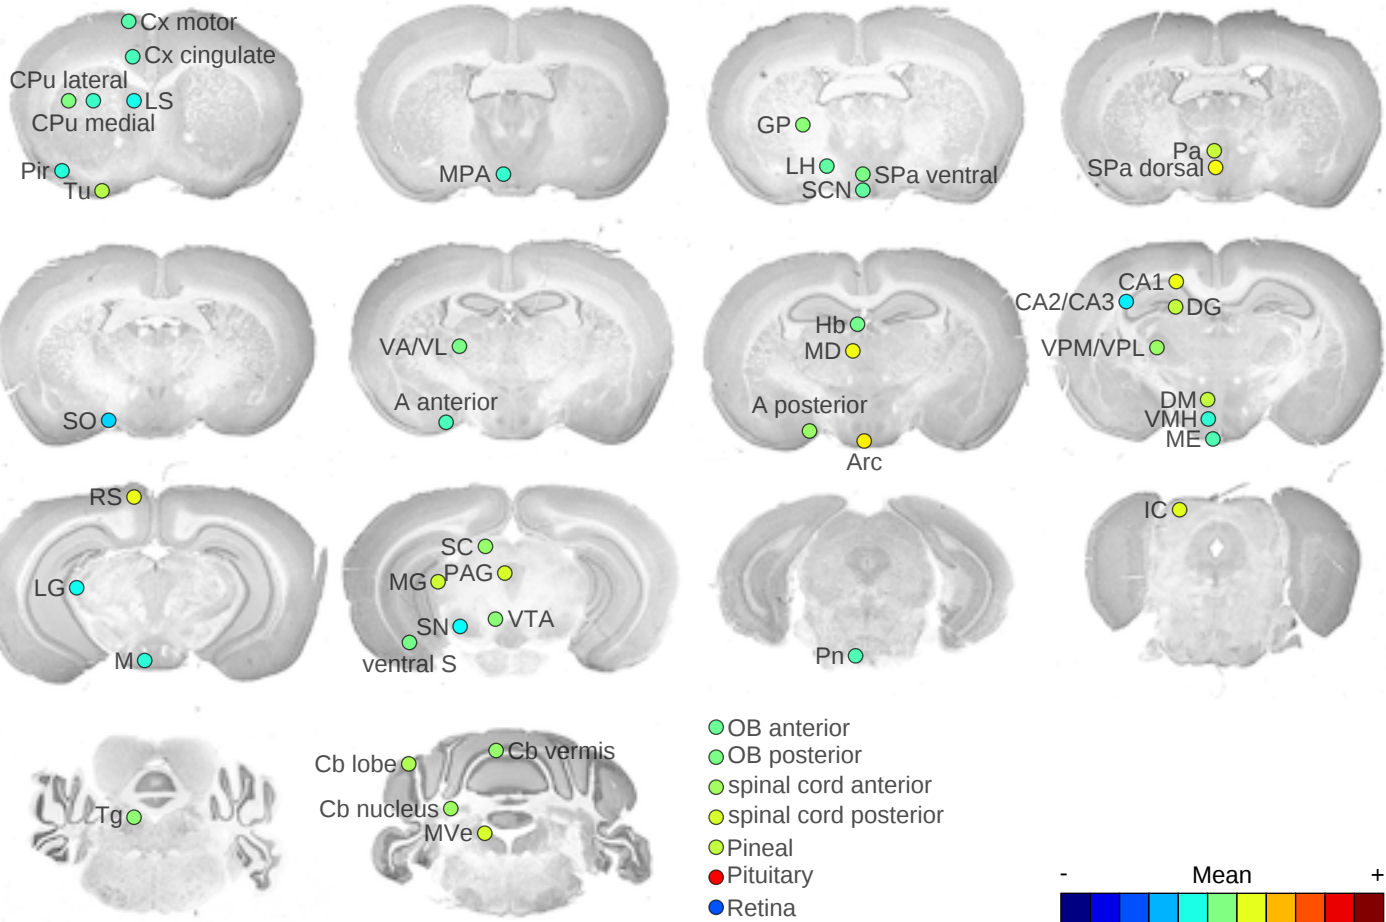 Cx motor
Cx cingulate
CPu lateral
LS
CPu medial
Pir
Tu
MPA
GP
LH
SPa ventral
SCN
Pa
SPa dorsal
SO
VA/VL
A anterior
Hb
MD
A posterior
Arc
CA1
CA2/CA3
DG
VPM/VPL
DM
VMH
ME
RS
LG
M
SC
MG
PAG
SN
VTA
ventral S
Pn
IC
Tg
Cb vermis
Cb lobe
Cb nucleus
MVe
OB anterior
OB posterior
spinal cord anterior
spinal cord posterior
Pineal
Pituitary
Retina
- Mean +